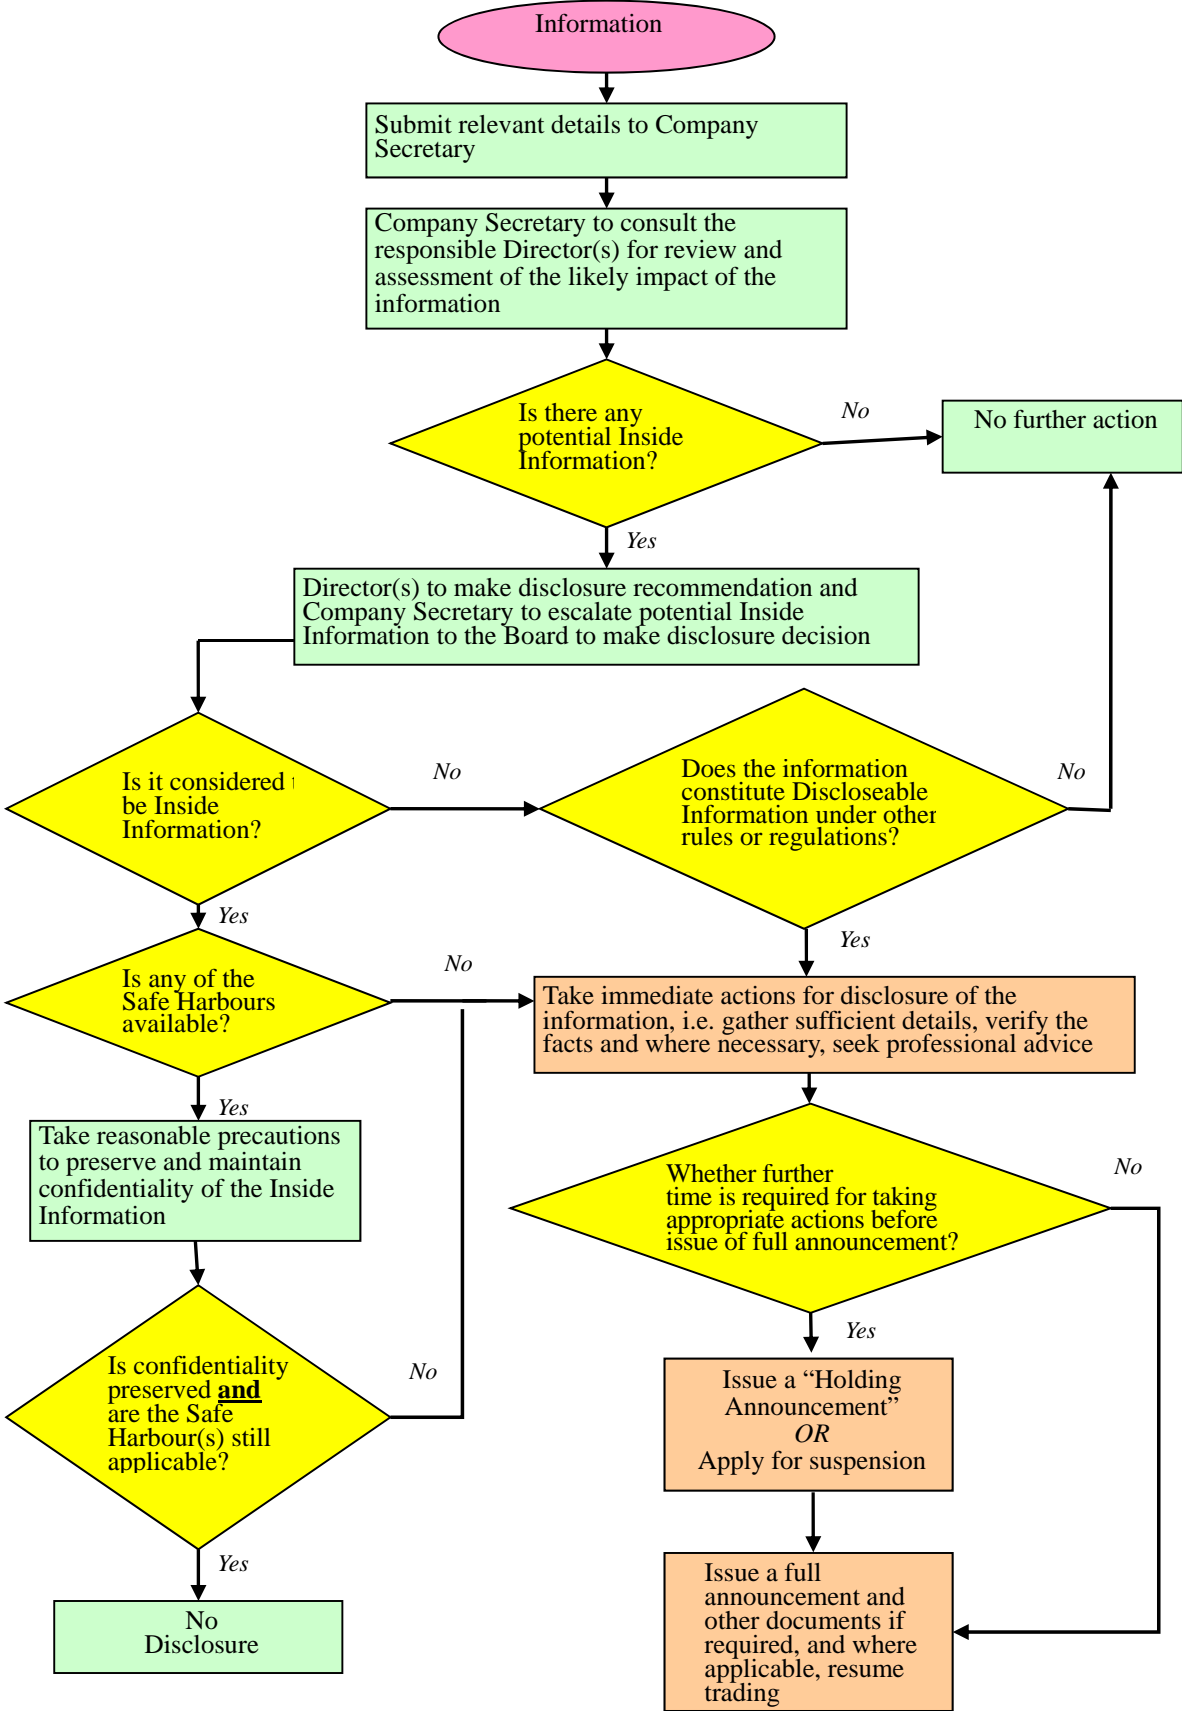 Information
Submit relevant details to Company
Secretary
Company Secretary to consult the
responsible Director(s) for review and
assessment of the likely impact of the
information
Is there any
potential Inside
Information?
No
No further action
Yes
Director(s) to make disclosure recommendation and
Company Secretary to escalate potential Inside
Information to the Board to make disclosure decision
Is it considered
be Inside
Information?
No
Does the information
constitute Discloseable
Information under other
rules or regulations?
No
Yes
Yes
Is any of the
Safe Harbours
available?
No
Take immediate actions for disclosure of the
information, i.e. gather sufficient details, verify the
facts and where necessary, seek professional advice
Yes
Take reasonable precautions
to preserve and maintain
confidentiality of the Inside
Information
Whether further
time is required for taking
appropriate actions before
issue of full announcement?
No
Yes
Is confidentiality
preserved and
are the Safe
Harbour(s) still
applicable?
No
Issue a “Holding
Announcement”
OR
Apply for suspension
Yes
No
Disclosure
Issue a full
announcement and
other documents if
required, and where
applicable, resume
trading